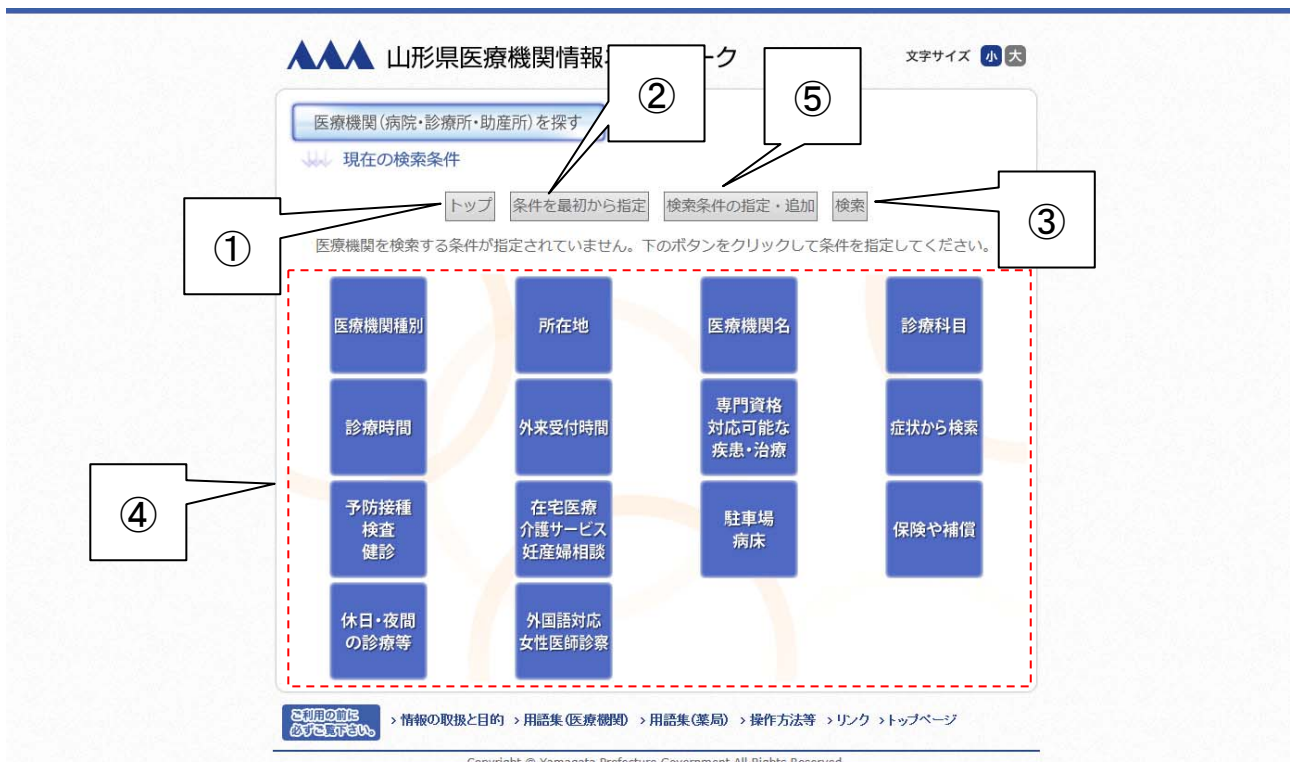 山形県医療機関情報
ーク
文字サイズ 小 大
②
⑤
医療機関(病院・診療所・助産所)を探す
現在の検索条件
トップ 条件を最初から指定 検索条件の指定・追加 検索
①
③
医療機関を検索する条件が指定されていません。下のボタンをクリックして条件を指定してください。
医療機関種別
所在地
医療機関名
診療科目
診療時間
外来受付時間
専門資格
対応可能な
疾患・治療
症状から検索
④
予防接種
検査
健診
在宅医療
介護サービス
妊産婦相談
駐車場
病床
保険や補償
休日・夜間
の診療等
外国語対応
女性医師診察
ご利用の前に
必ずご覧下さい。
›情報の取扱と目的 ›用語集(医療機関) ›用語集(薬局) ›操作方法等 ›リンク ›トップページ
Copyright © Yamagata Prefecture Government All Rights Reserved